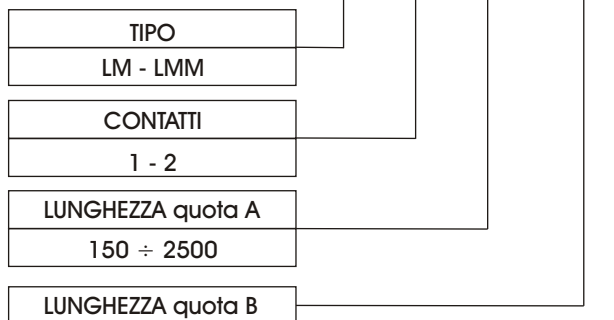 TIPO
LM - LMM
CONTATTI
1 - 2
LUNGHEZZA quota A
150 ÷ 2500
LUNGHEZZA quota B